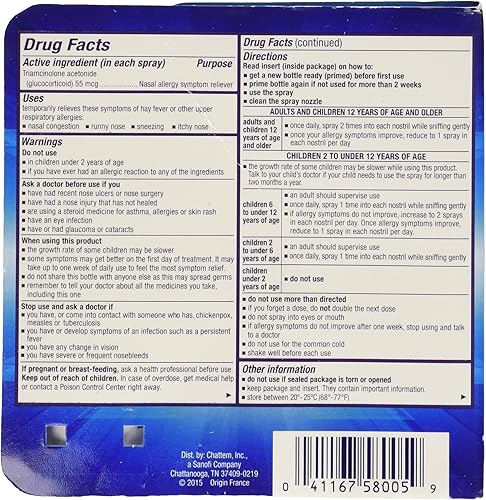 Drug Facts
Active ingredient (in each spray) Purpose
Triamcinolone acetonide
(glucocorticoid) 55 mcg Nasal allergy symptom reliever
Uses
Temporarily relieves these symptoms of hay fever or other upper
respiratory allergies:
▪ nasal congestion ▪ runny nose ▪ sneezing ▪ itchy nose
Warnings
Do not use
▪ in children under 2 years of age
▪ if you have ever had an allergic reaction to any of the ingredients
Ask a doctor before use if you
▪ have had recent nose ulcers or nose surgery
▪ have had a nose injury that has not healed
▪ are using a steroid medicine for asthma, allergies or skin rash
▪ have an eye infection
▪ have or had glaucoma or cataracts
When using this product
▪ the growth rate of some children may be slower
▪ some symptoms may get better on the first day of treatment. It may
take up to one week of daily use to feel the most symptom relief.
▪ do not share this bottle with anyone else as this may spread germs
▪ remember to tell your doctor about all the medicines you take,
including this one
Stop use and ask a doctor if
▪ you have, or come into contact with someone who has, chickenpox,
measles or tuberculosis
▪ you have or develop symptoms of an infection such as a persistent
fever
▪ you have any change in vision
▪ you have severe or frequent nosebleeds
If pregnant or breast-feeding, ask a health professional before use.
Keep out of reach of children. In case of overdose, get medical help
or contact a Poison Control Center right away.
Drug Facts (continued)
Directions
Read insert (inside package) on how to:
▪ get a new bottle ready (primed) before first use
▪ prime bottle again if not used for more than 2 weeks
▪ use the spray
▪ clean the spray nozzle
ADULTS AND CHILDREN 12 YEARS OF AGE AND OLDER
adults and
children 12
years of age
and older
▪ once daily, spray 2 times into each nostril while sniffing gently
▪ once your allergy symptoms improve, reduce to 1 spray in
each nostril per day
CHILDREN 2 TO UNDER 12 YEARS OF AGE
▪ the growth rate of some children may be slower while using this product.
Talk to your child's doctor if your child needs to use the spray for longer than
two months a year.
children 6
to under 12
years of age
▪ an adult should supervise use
▪ once daily, spray 1 time into each nostril while sniffing gently
▪ if allergy symptoms do not improve, increase to 2 sprays
in each nostril per day. Once allergy symptoms improve,
reduce to 1 spray in each nostril per day.
children 2
to under 6
years of age
▪ an adult should supervise use
▪ once daily, spray 1 time into each nostril while sniffing gently
children
under 2
years of age
▪ do not use
▪ do not use more than directed
▪ if you forget a dose, do not double the next dose
▪ do not spray into eyes or mouth
▪ if allergy symptoms do not improve after one week, stop using and talk
to a doctor
▪ do not use for the common cold
▪ shake well before each use
Other information
▪ do not use if sealed package is torn or opened
▪ keep package and insert. They contain important information.
▪ store between 20°-25°C (68°-77°F)
Dist. by: Chattem, Inc.,
a Sanofi Company
Chattanooga, TN 37409-0219
© 2015 Origin France
0 41167 58005 9